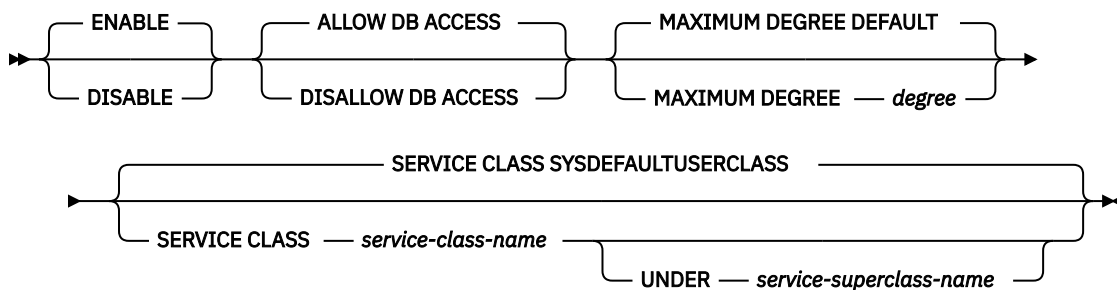 ENABLE
ALLOW DB ACCESS
MAXIMUM DEGREE DEFAULT
DISABLE
DISALLOW DB ACCESS
MAXIMUM DEGREE degree
SERVICE CLASS SYSDEFAULTUSERCLASS
SERVICE CLASS service-class-name
UNDER service-superclass-name